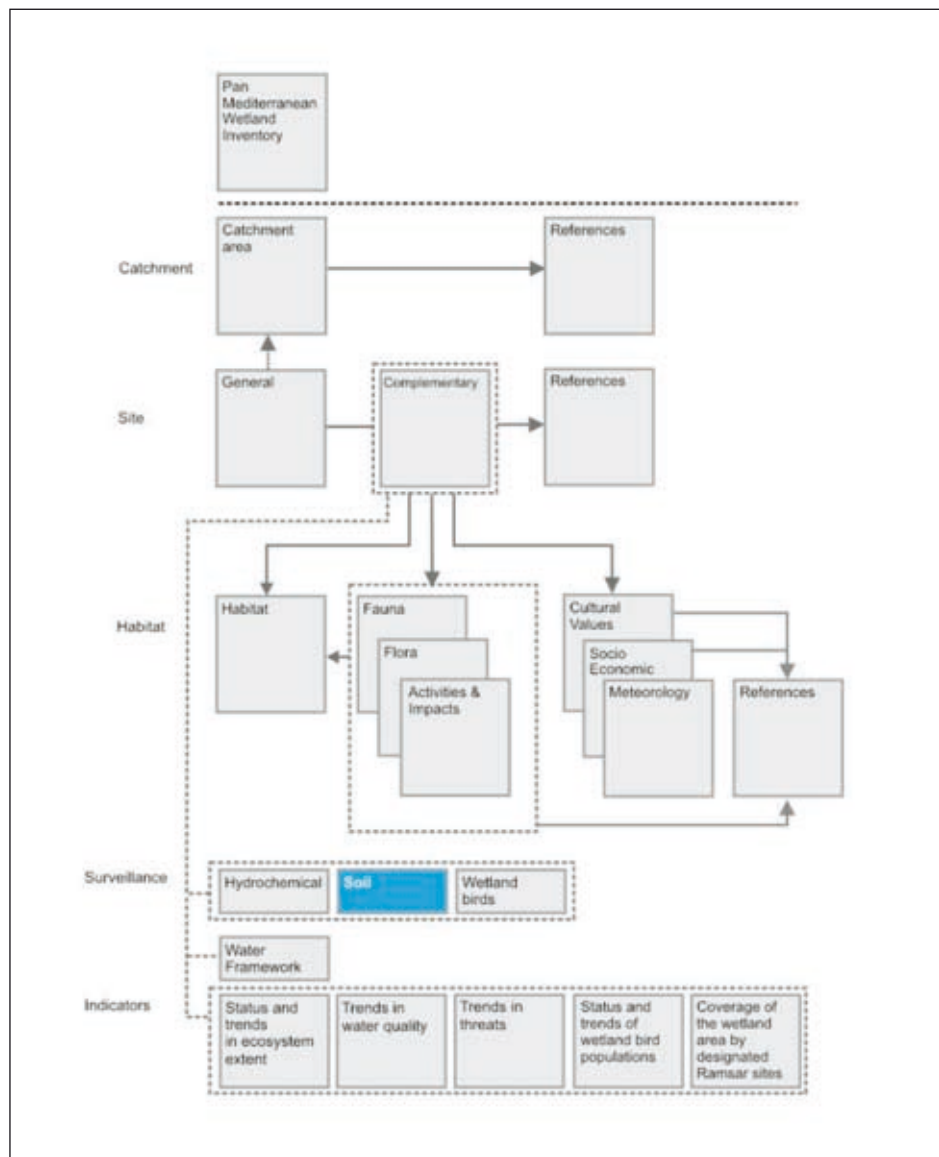 Pan
Mediterranean
Wetland
Inventory
Catchment
Catchment
area
References
Site
General
Complementary
References
Habitat
Habitat
Fauna
Flora
Activities &
Impacts
Cultural
Values
Socio
Economic
Meteorology
References
Surveillance
Hydrochemical
Soil
Wetland
birds
Water
Framework
Indicators
Status and
trends
in ecosystem
extent
Trends in
water quality
Trends in
threats
Status and
trends of
wetland bird
populations
Coverage of
the wetland
area by
designated
Ramsar sites